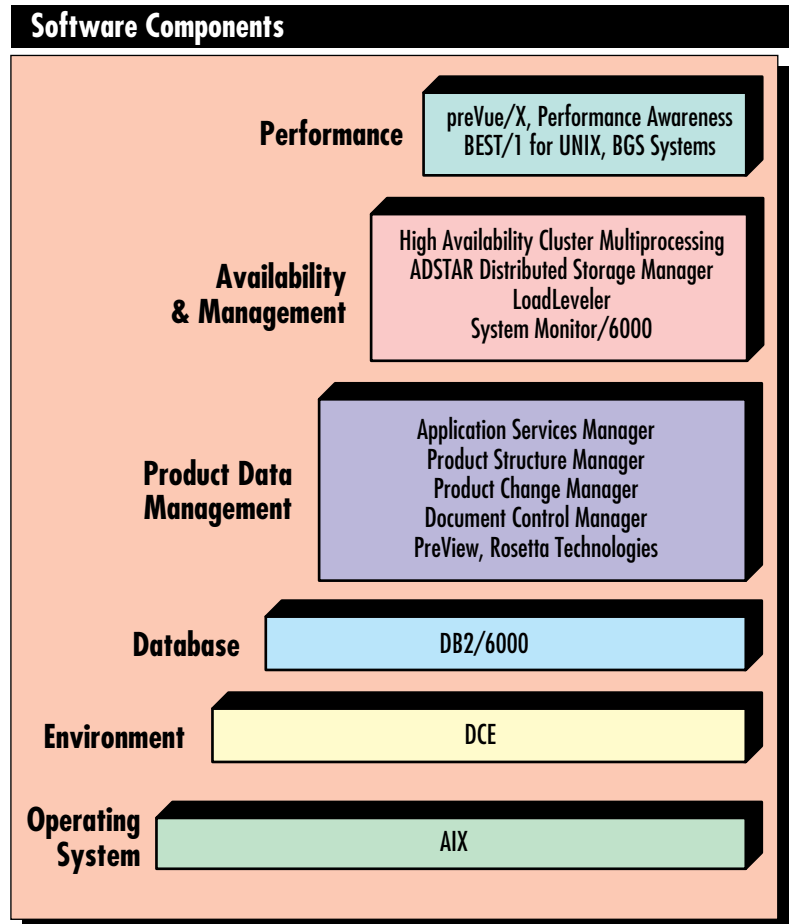 Software Components
Performance
preVue/X, Performance Awareness
BEST/1 for UNIX, BGS Systems
Availability
& Management
High Availability Cluster Multiprocessing
ADSTAR Distributed Storage Manager
LoadLeveler
System Monitor/6000
Product Data
Management
Application Services Manager
Product Structure Manager
Product Change Manager
Document Control Manager
PreView, Rosetta Technologies
Database
DB2/6000
Environment
DCE
Operating
System
AIX